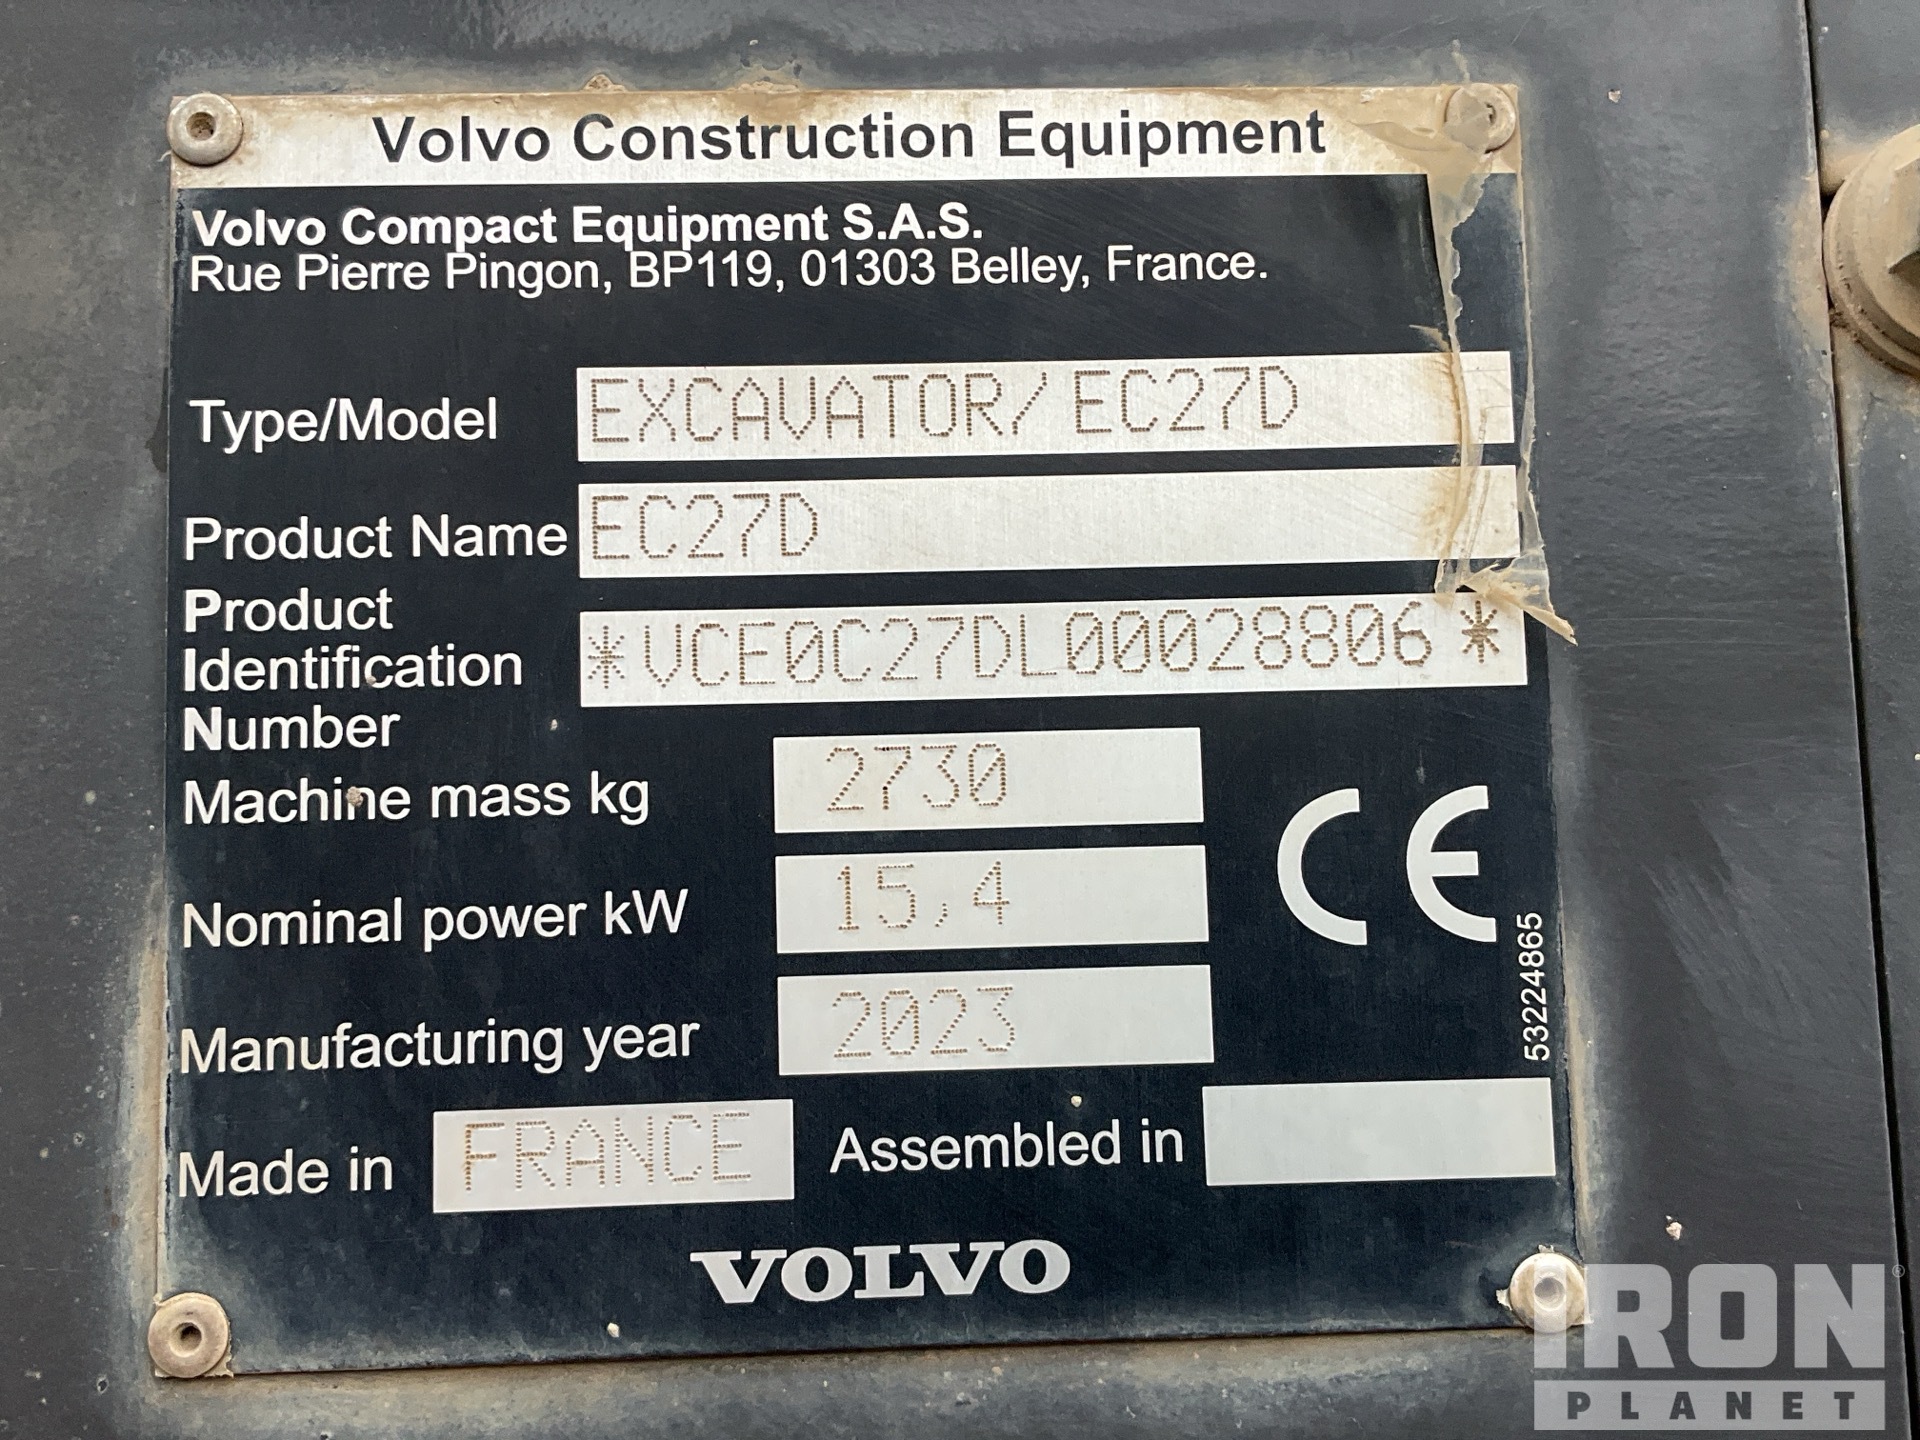 Volvo Construction Equipment
Volvo Compact Equipment S.A.S.
Rue Pierre Pingon, BP119, 01303 Belley, France.
Type/Model EXCAVATOR/ EC27D
Product Name EC27D
Product
Identification *VCE0C27DL00028806*
Number
Machine mass kg 2730
Nominal power kW 15,4
CE
53224865
Manufacturing year 2023
Made in FRANCE Assembled in
VOLVO
IRON ®
PLANET